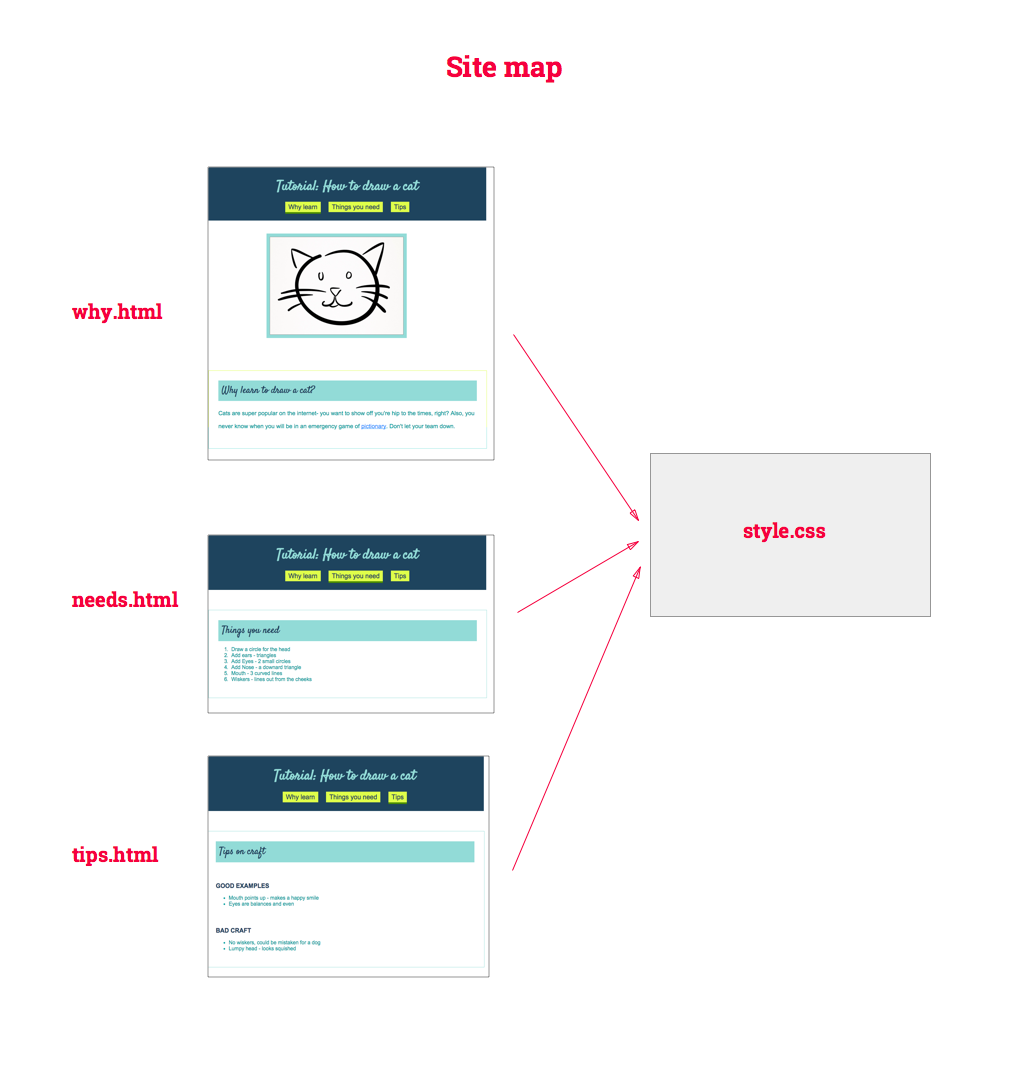 Site map
why.html
Tutorial: How to draw a cat
Why learn Things you need Tips
Why learn to draw a cat?
Cats are super popular on the internet- you want to show off you're hip to the times, right? Also, you
never know when you will be in an emergency game of pictionary. Don't let your team down.
style.css
needs.html
Tutorial: How to draw a cat
Why learn Things you need Tips
Things you need
1. Draw a circle for the head
2. Add ears - triangles
3. Add Eyes - 2 small circles
4. Add Nose - a downard triangle
5. Mouth - 3 curved lines
6. Wiskers - lines out from the cheeks
tips.html
Tutorial: How to draw a cat
Why learn Things you need Tips
Tips on craft
GOOD EXAMPLES
• Mouth points up - makes a happy smile
• Eyes are balances and even
BAD CRAFT
• No wiskers, could be mistaken for a dog
• Lumpy head - looks squished